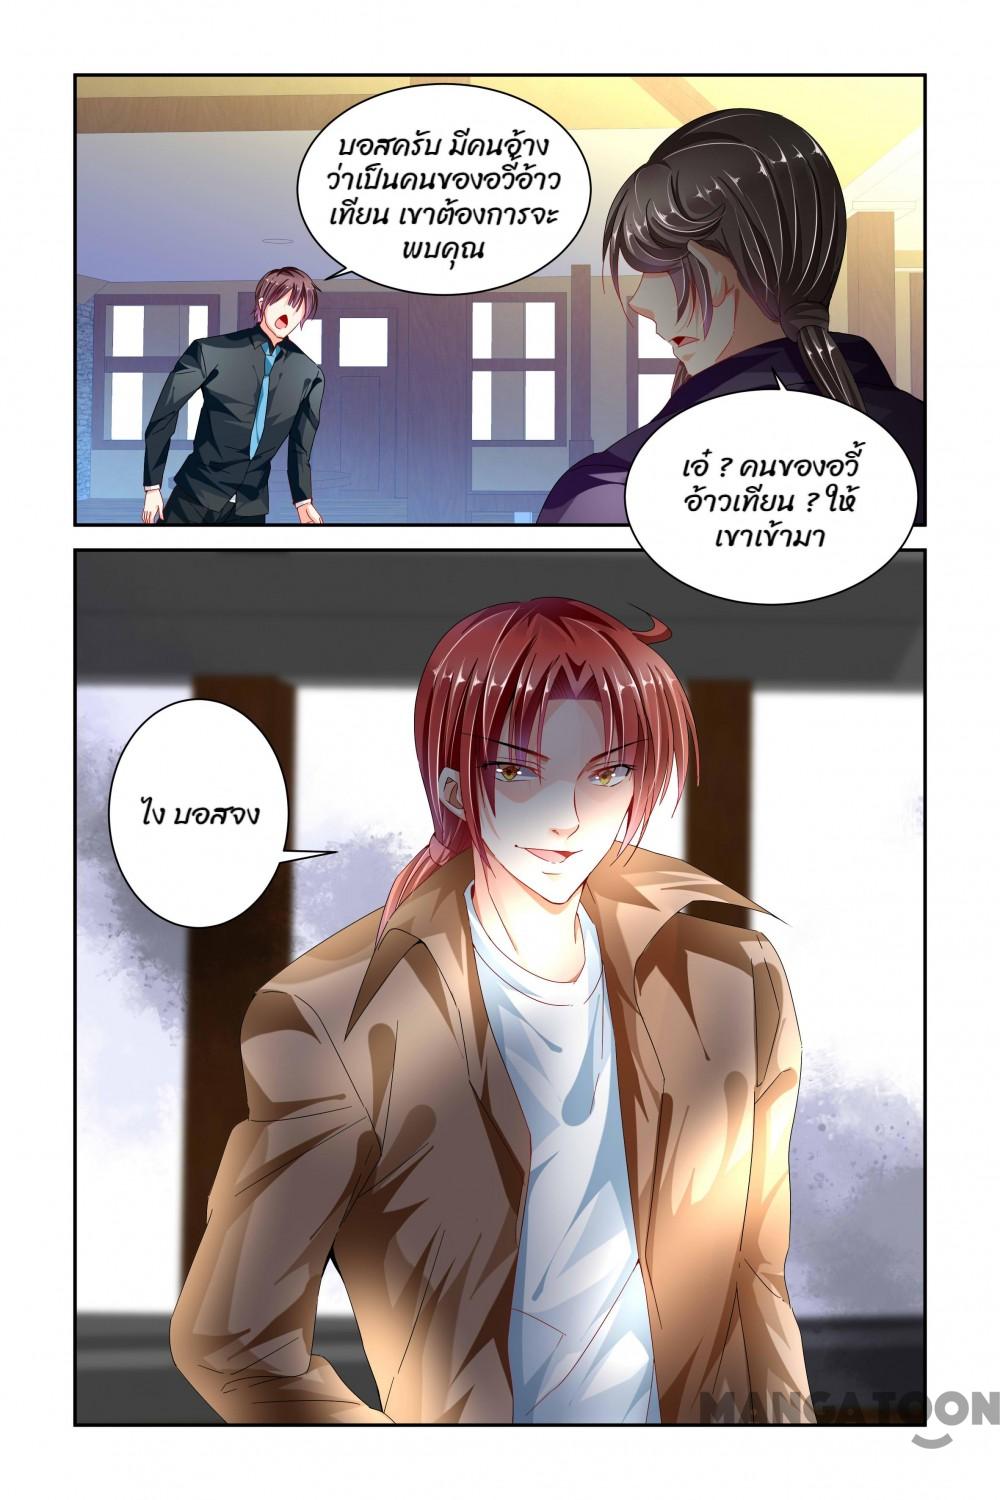 บอสครับ มีคนอ้าง
ว่าเป็นคนของอวี้อ้าว
เทียน เขาต้องการจะ
พบคุณ
เอ๋ ? คนของอวี้
อ้าวเทียน ? ให้
เขาเข้ามา
ไง บอสจง
MANGATOON